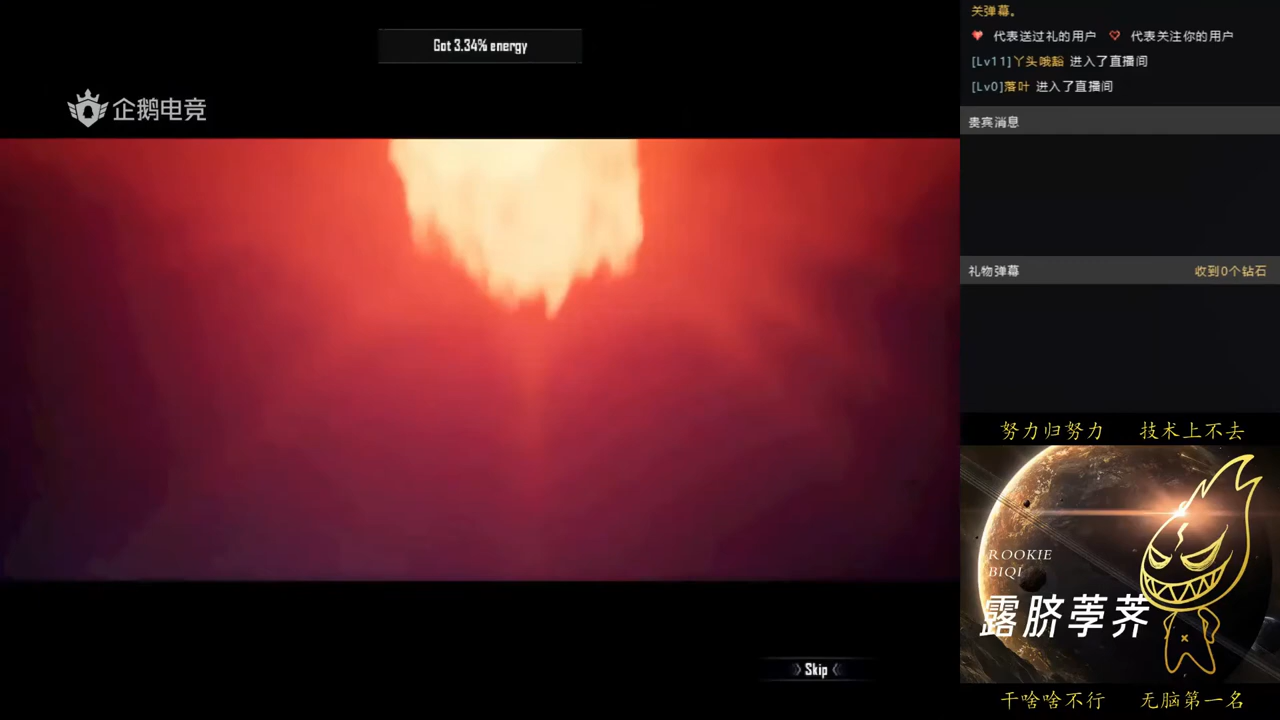 Got 3.34% energy
企鹅电竞
Skip
关弹幕。
代表送过礼的用户 代表关注你的用户
[Lv11]丫头哦豁 进入了直播间
[Lv0]落叶 进入了直播间
贵宾消息
礼物弹幕 收到0个钻石
努力归努力 技术上不去
ROOKIE
BIQI
露脐荸荠
干啥啥不行 无脑第一名